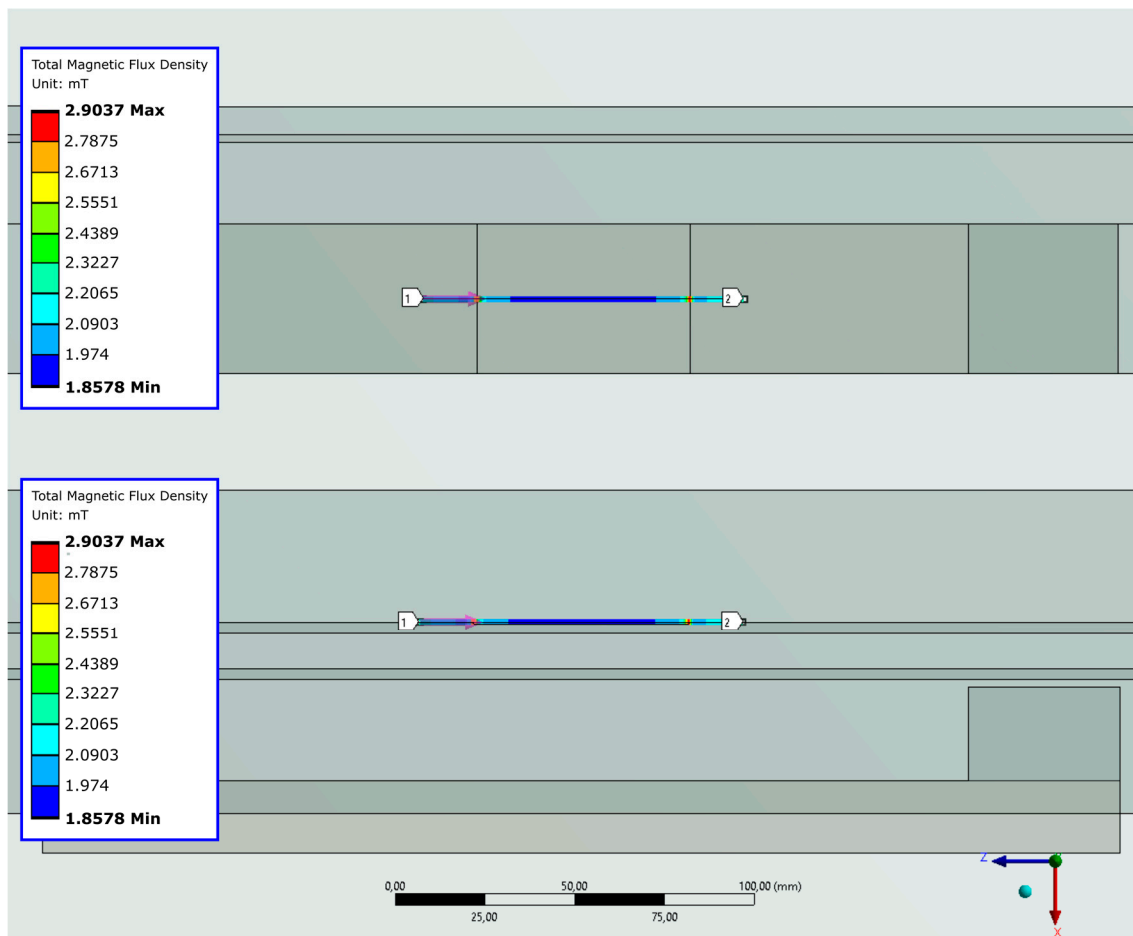 Total Magnetic Flux Density
Unit: mT
2.9037 Max
2.7875
2.6713
2.5551
2.4389
2.3227
2.2065
2.0903
1.974
1.8578 Min
1
2
Total Magnetic Flux Density
Unit: mT
2.9037 Max
2.7875
2.6713
2.5551
2.4389
2.3227
2.2065
2.0903
1.974
1.8578 Min
1
2
Z
X
0,00 50,00 100,00 (mm)
25,00 75,00